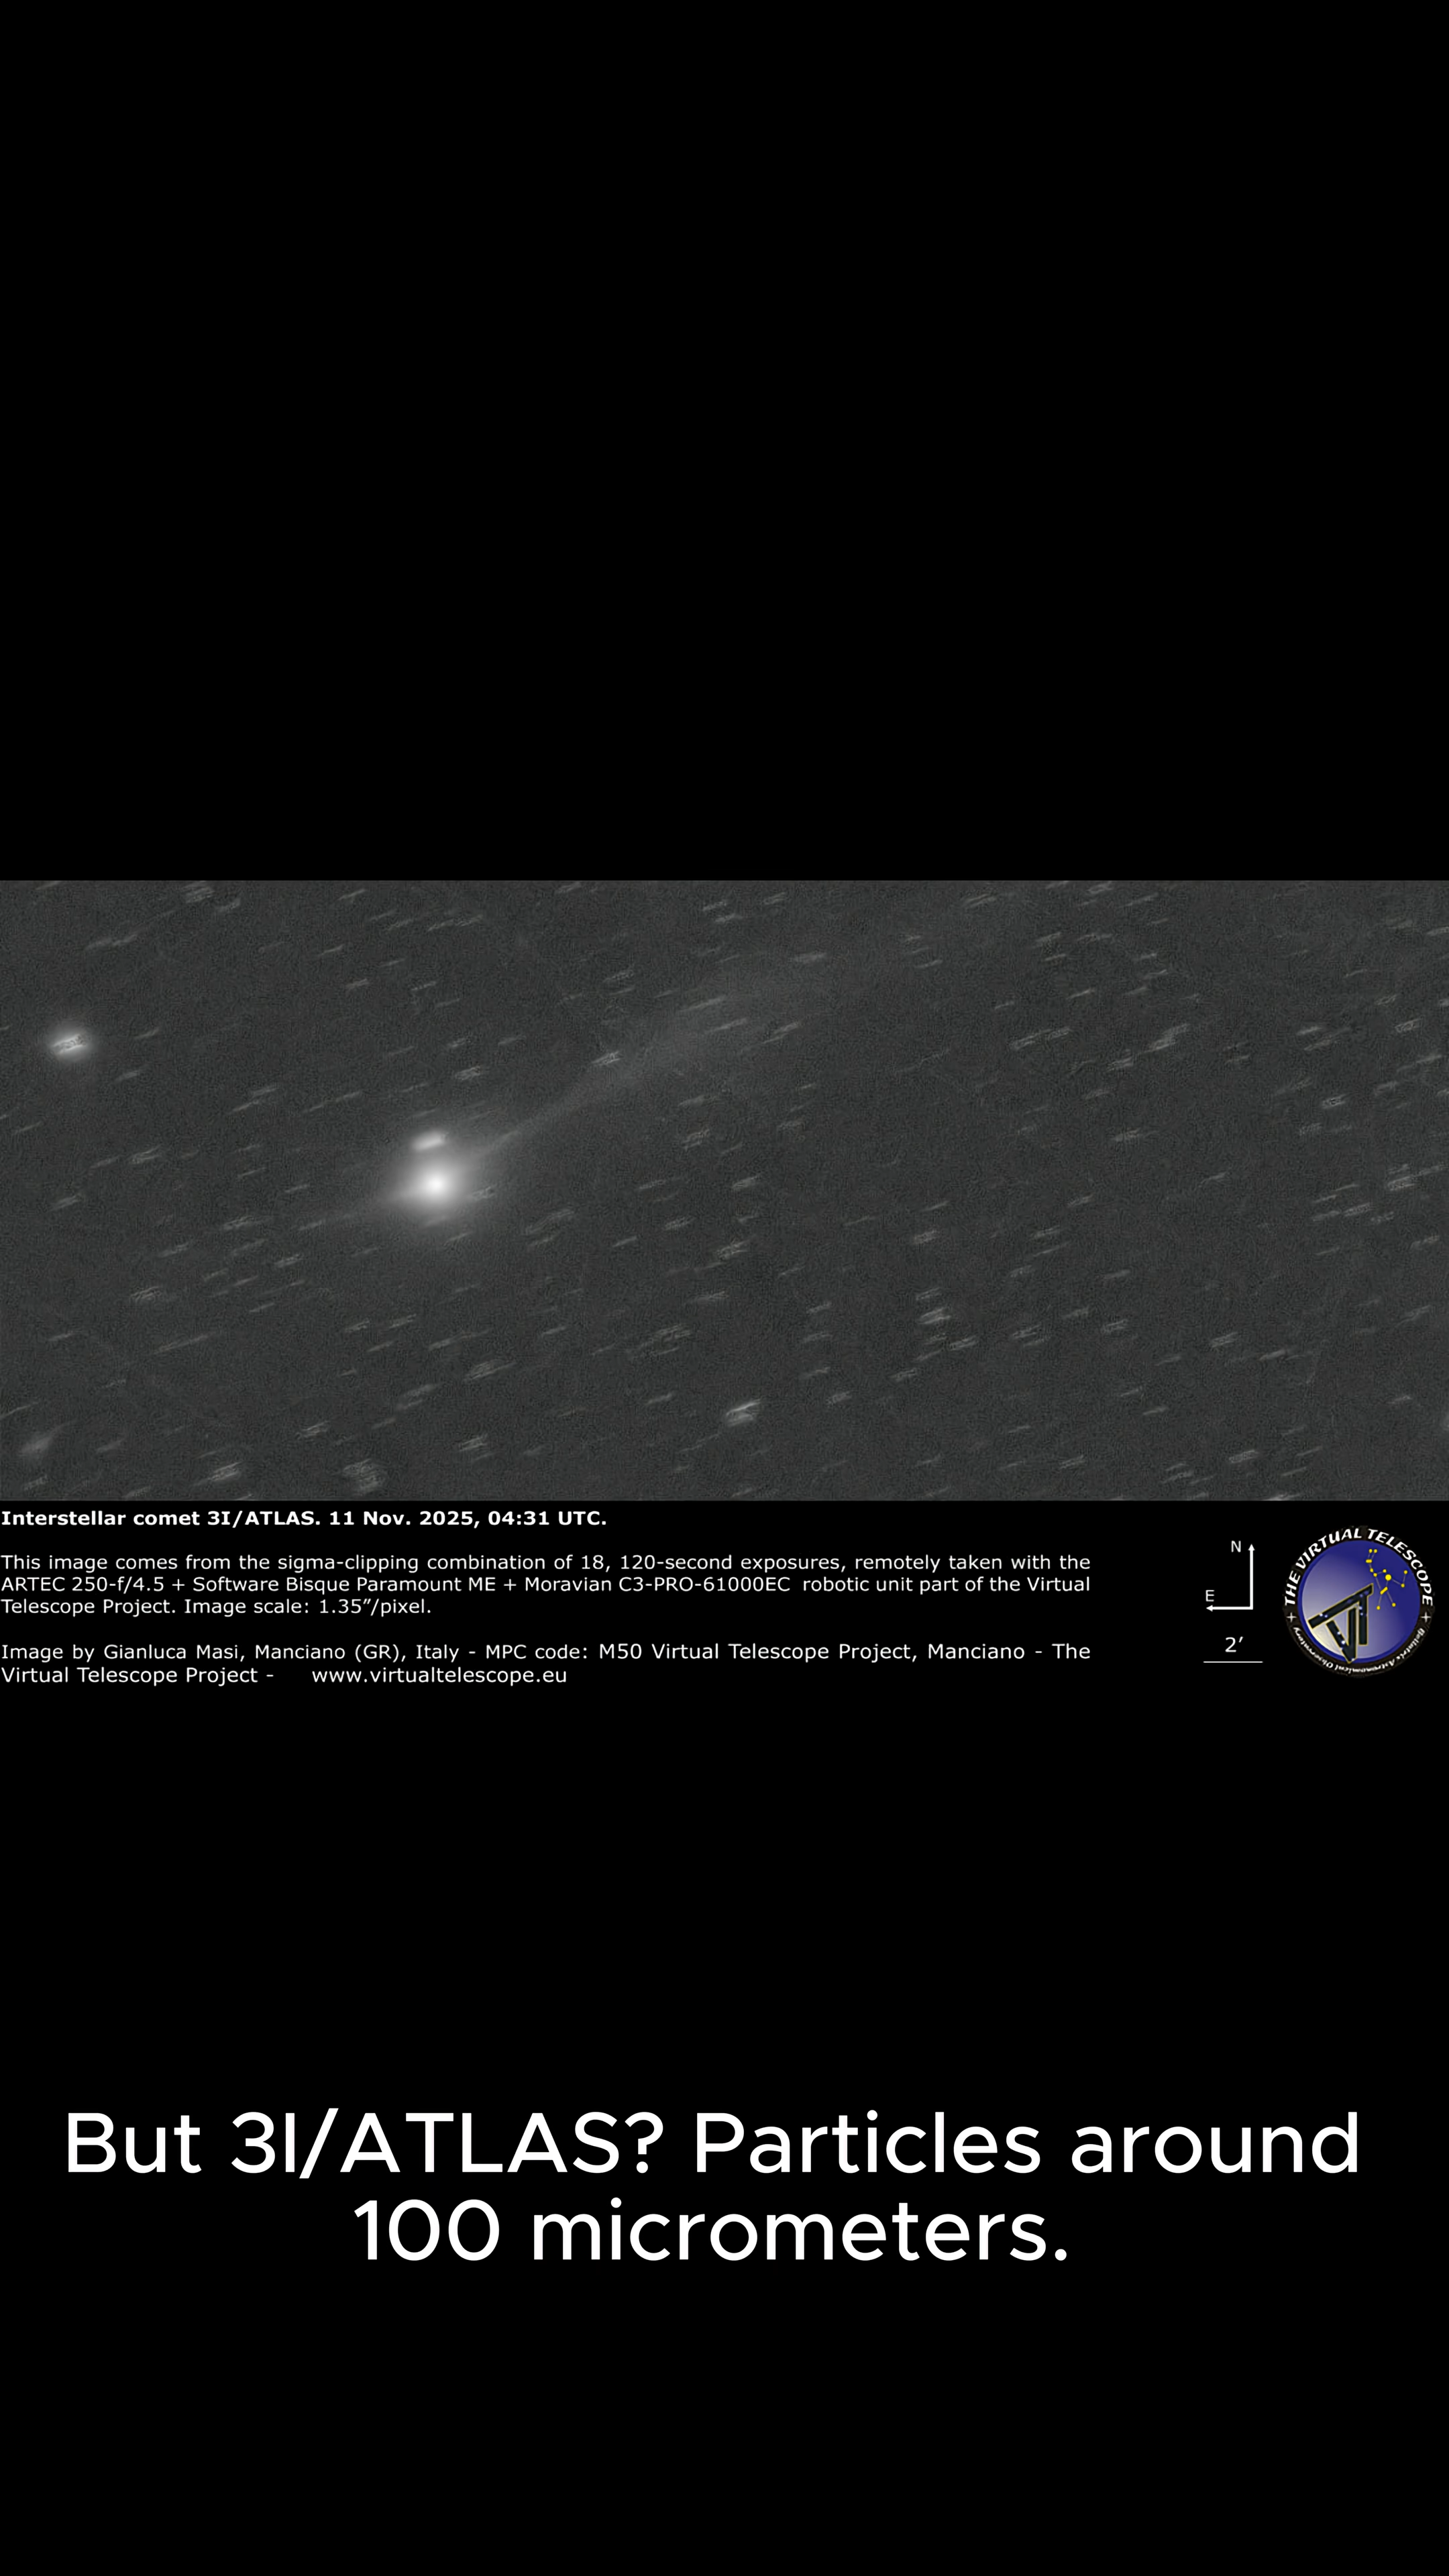 Interstellar comet 3I/ATLAS. 11 Nov. 2025, 04:31 UTC.
This image comes from the sigma-clipping combination of 18, 120-second exposures, remotely taken with the
ARTEC 250-f/4.5 + Software Bisque Paramount ME + Moravian C3-PRO-61000EC robotic unit part of the Virtual
Telescope Project. Image scale: 1.35”/pixel.
Image by Gianluca Masi, Manciano (GR), Italy - MPC code: M50 Virtual Telescope Project, Manciano - The
Virtual Telescope Project - www.virtualtelescope.eu
N
E
2’
THE VIRTUAL TELESCOPE
Bellatrix Astronomical Observatory
But 3I/ATLAS? Particles around
100 micrometers.